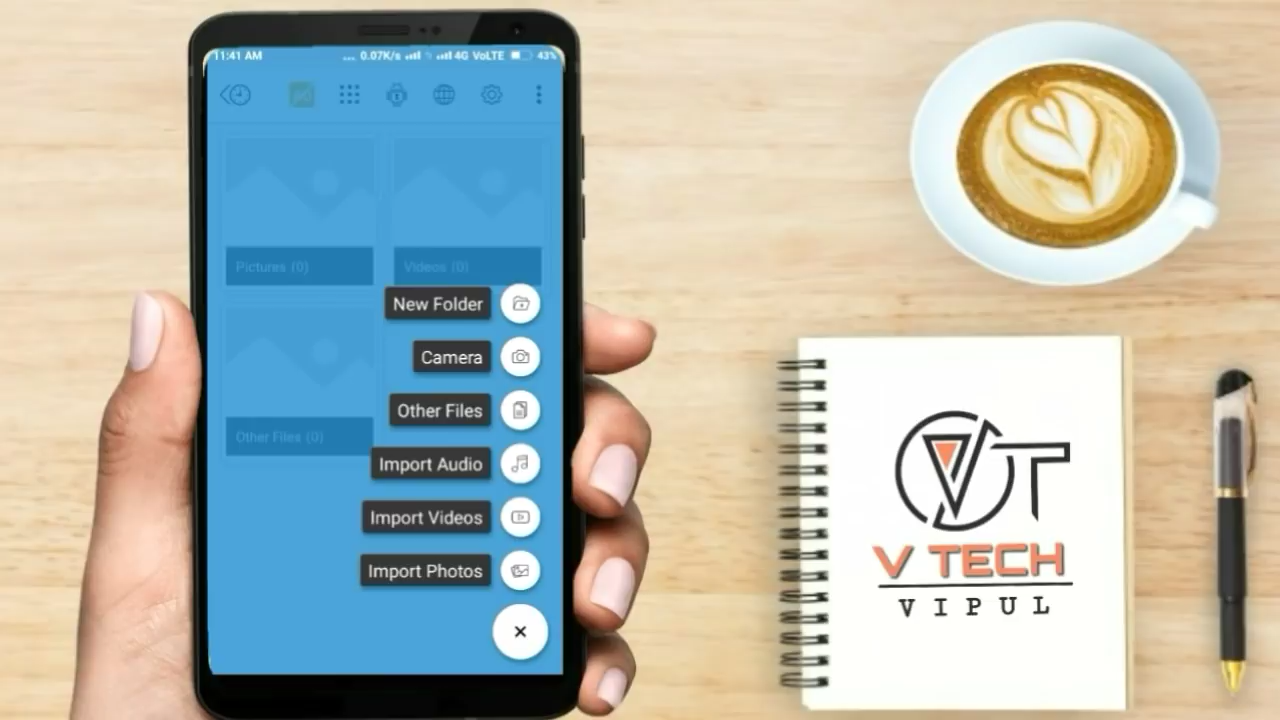 11:41 AM ... 0.07K/s 4G VoLTE 43%
Pictures (0) Videos (0)
New Folder
Camera
Other Files
Other Files (0)
Import Audio
Import Videos
Import Photos
VT
V TECH
VIPUL